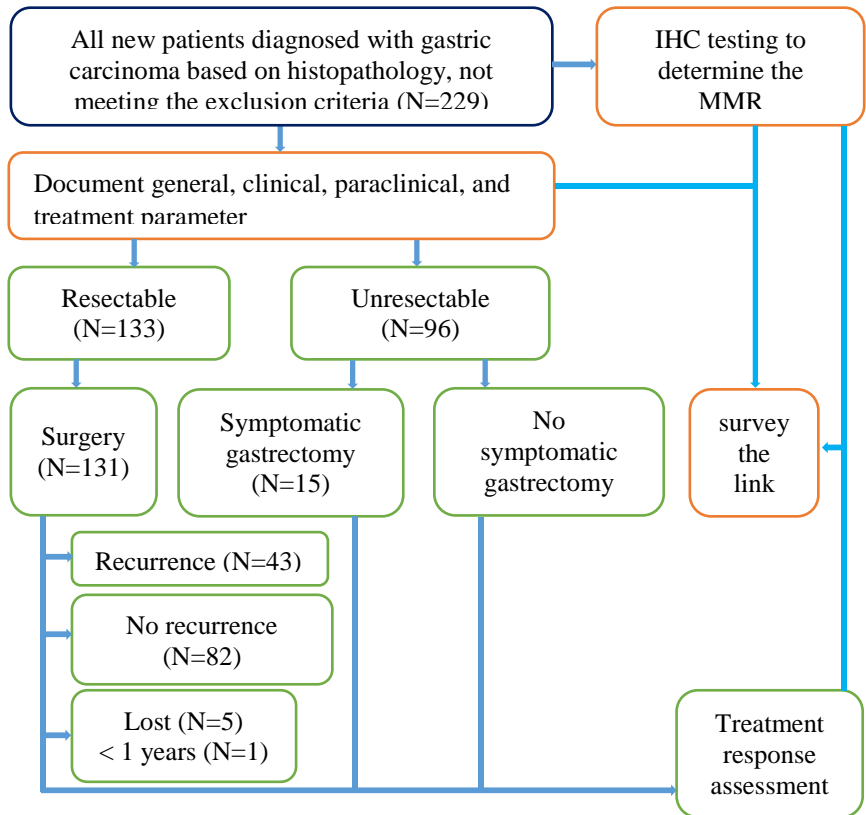 All new patients diagnosed with gastric
carcinoma based on histopathology, not
meeting the exclusion criteria (N=229)
IHC testing to
determine the
MMR
Document general, clinical, paraclinical, and
treatment parameter
Resectable
(N=133)
Unresectable
(N=96)
Surgery
(N=131)
Symptomatic
gastrectomy
(N=15)
No
symptomatic
gastrectomy
survey
the
link
Recurrence (N=43)
No recurrence
(N=82)
Lost (N=5)
< 1 years (N=1)
Treatment
response
assessment